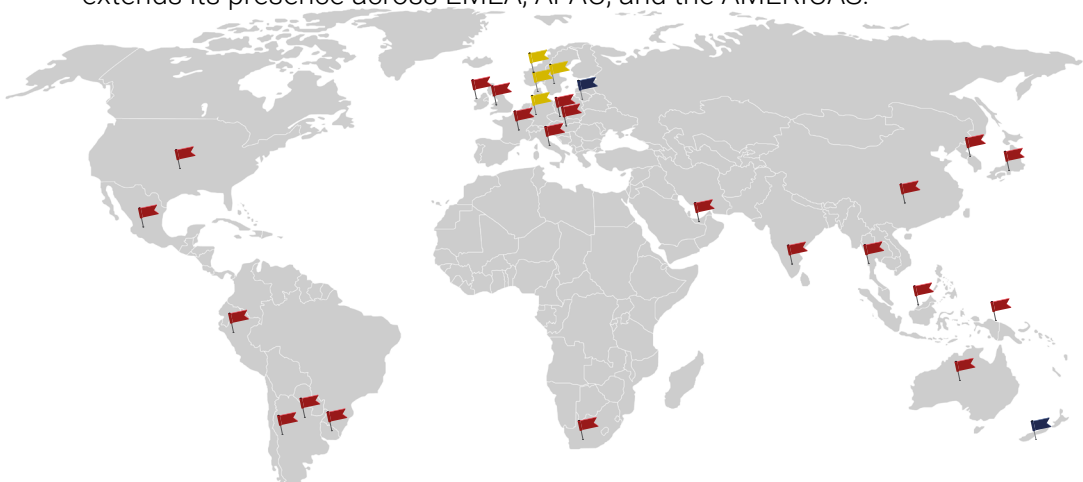 extends its presence across EMEA, APAC, and the AMERICAS.